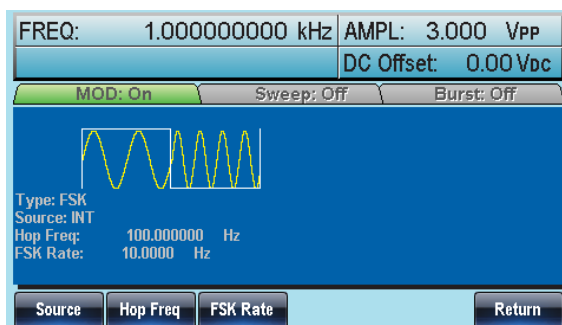 FREQ: 1.000000000 kHz AMPL: 3.000 VPP
DC Offset: 0.00 VDC
MOD: On Sweep: Off Burst: Off
Type: FSK
Source: INT
Hop Freq: 100.000000 Hz
FSK Rate: 10.0000 Hz
Source Hop Freq FSK Rate Return